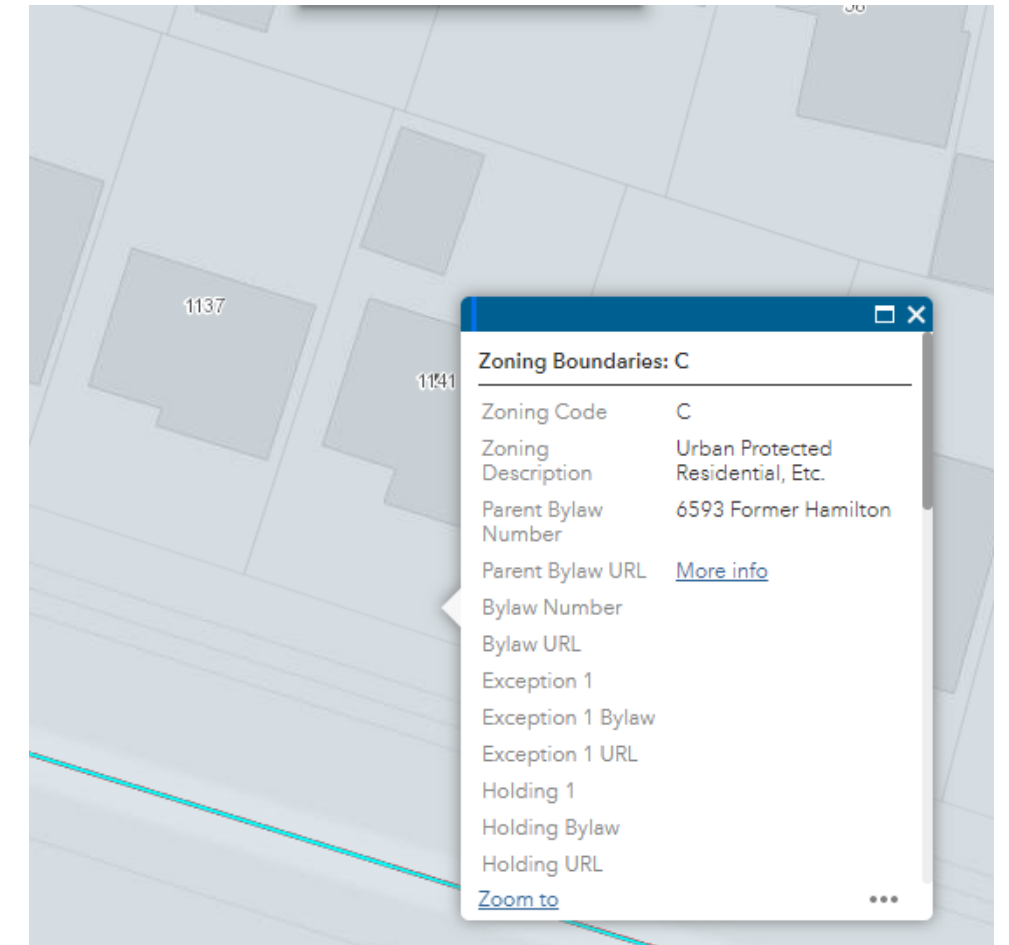 1137
1141
Zoning Boundaries: C
Zoning Code C
Zoning Urban Protected
Description Residential, Etc.
Parent Bylaw 6593 Former Hamilton
Number
Parent Bylaw URL More info
Bylaw Number
Bylaw URL
Exception 1
Exception 1 Bylaw
Exception 1 URL
Holding 1
Holding Bylaw
Holding URL
Zoom to